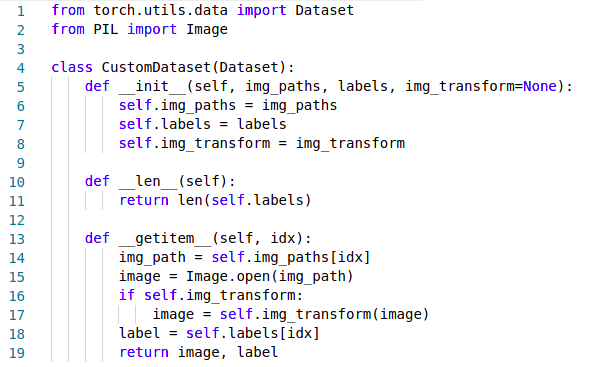 1 from torch.utils.data import Dataset
2 from PIL import Image
3
4 class CustomDataset(Dataset):
5     def __init__(self, img_paths, labels, img_transform=None):
6         self.img_paths = img_paths
7         self.labels = labels
8         self.img_transform = img_transform
9
10     def __len__(self):
11         return len(self.labels)
12
13     def __getitem__(self, idx):
14         img_path = self.img_paths[idx]
15         image = Image.open(img_path)
16         if self.img_transform:
17             image = self.img_transform(image)
18         label = self.labels[idx]
19         return image, label